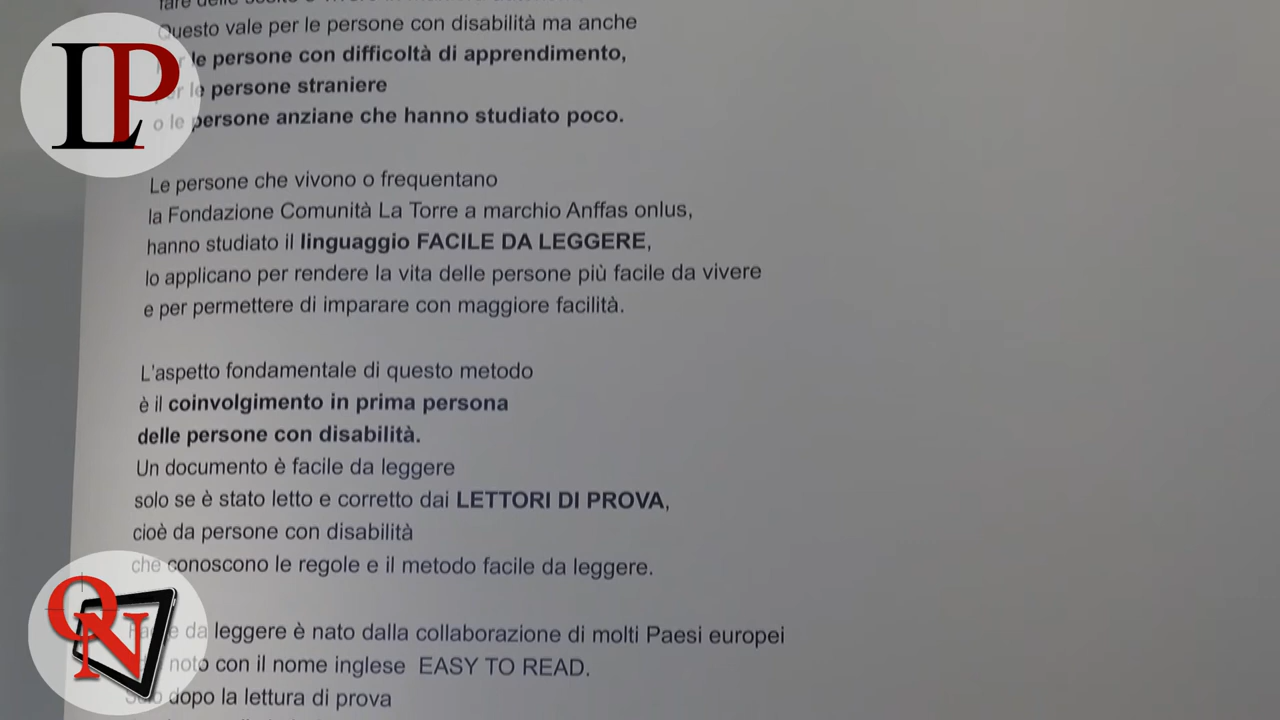 LP
Questo vale per le persone con disabilità ma anche
le persone con difficoltà di apprendimento,
per le persone straniere
o le persone anziane che hanno studiato poco.
Le persone che vivono o frequentano
la Fondazione Comunità La Torre a marchio Anffas onlus,
hanno studiato il linguaggio FACILE DA LEGGERE,
lo applicano per rendere la vita delle persone più facile da vivere
e per permettere di imparare con maggiore facilità.
L'aspetto fondamentale di questo metodo
è il coinvolgimento in prima persona
delle persone con disabilità.
Un documento è facile da leggere
solo se è stato letto e corretto dai LETTORI DI PROVA,
cioè da persone con disabilità
che conoscono le regole e il metodo facile da leggere.
QN
da leggere è nato dalla collaborazione di molti Paesi europei
noto con il nome inglese EASY TO READ.
dopo la lettura di prova